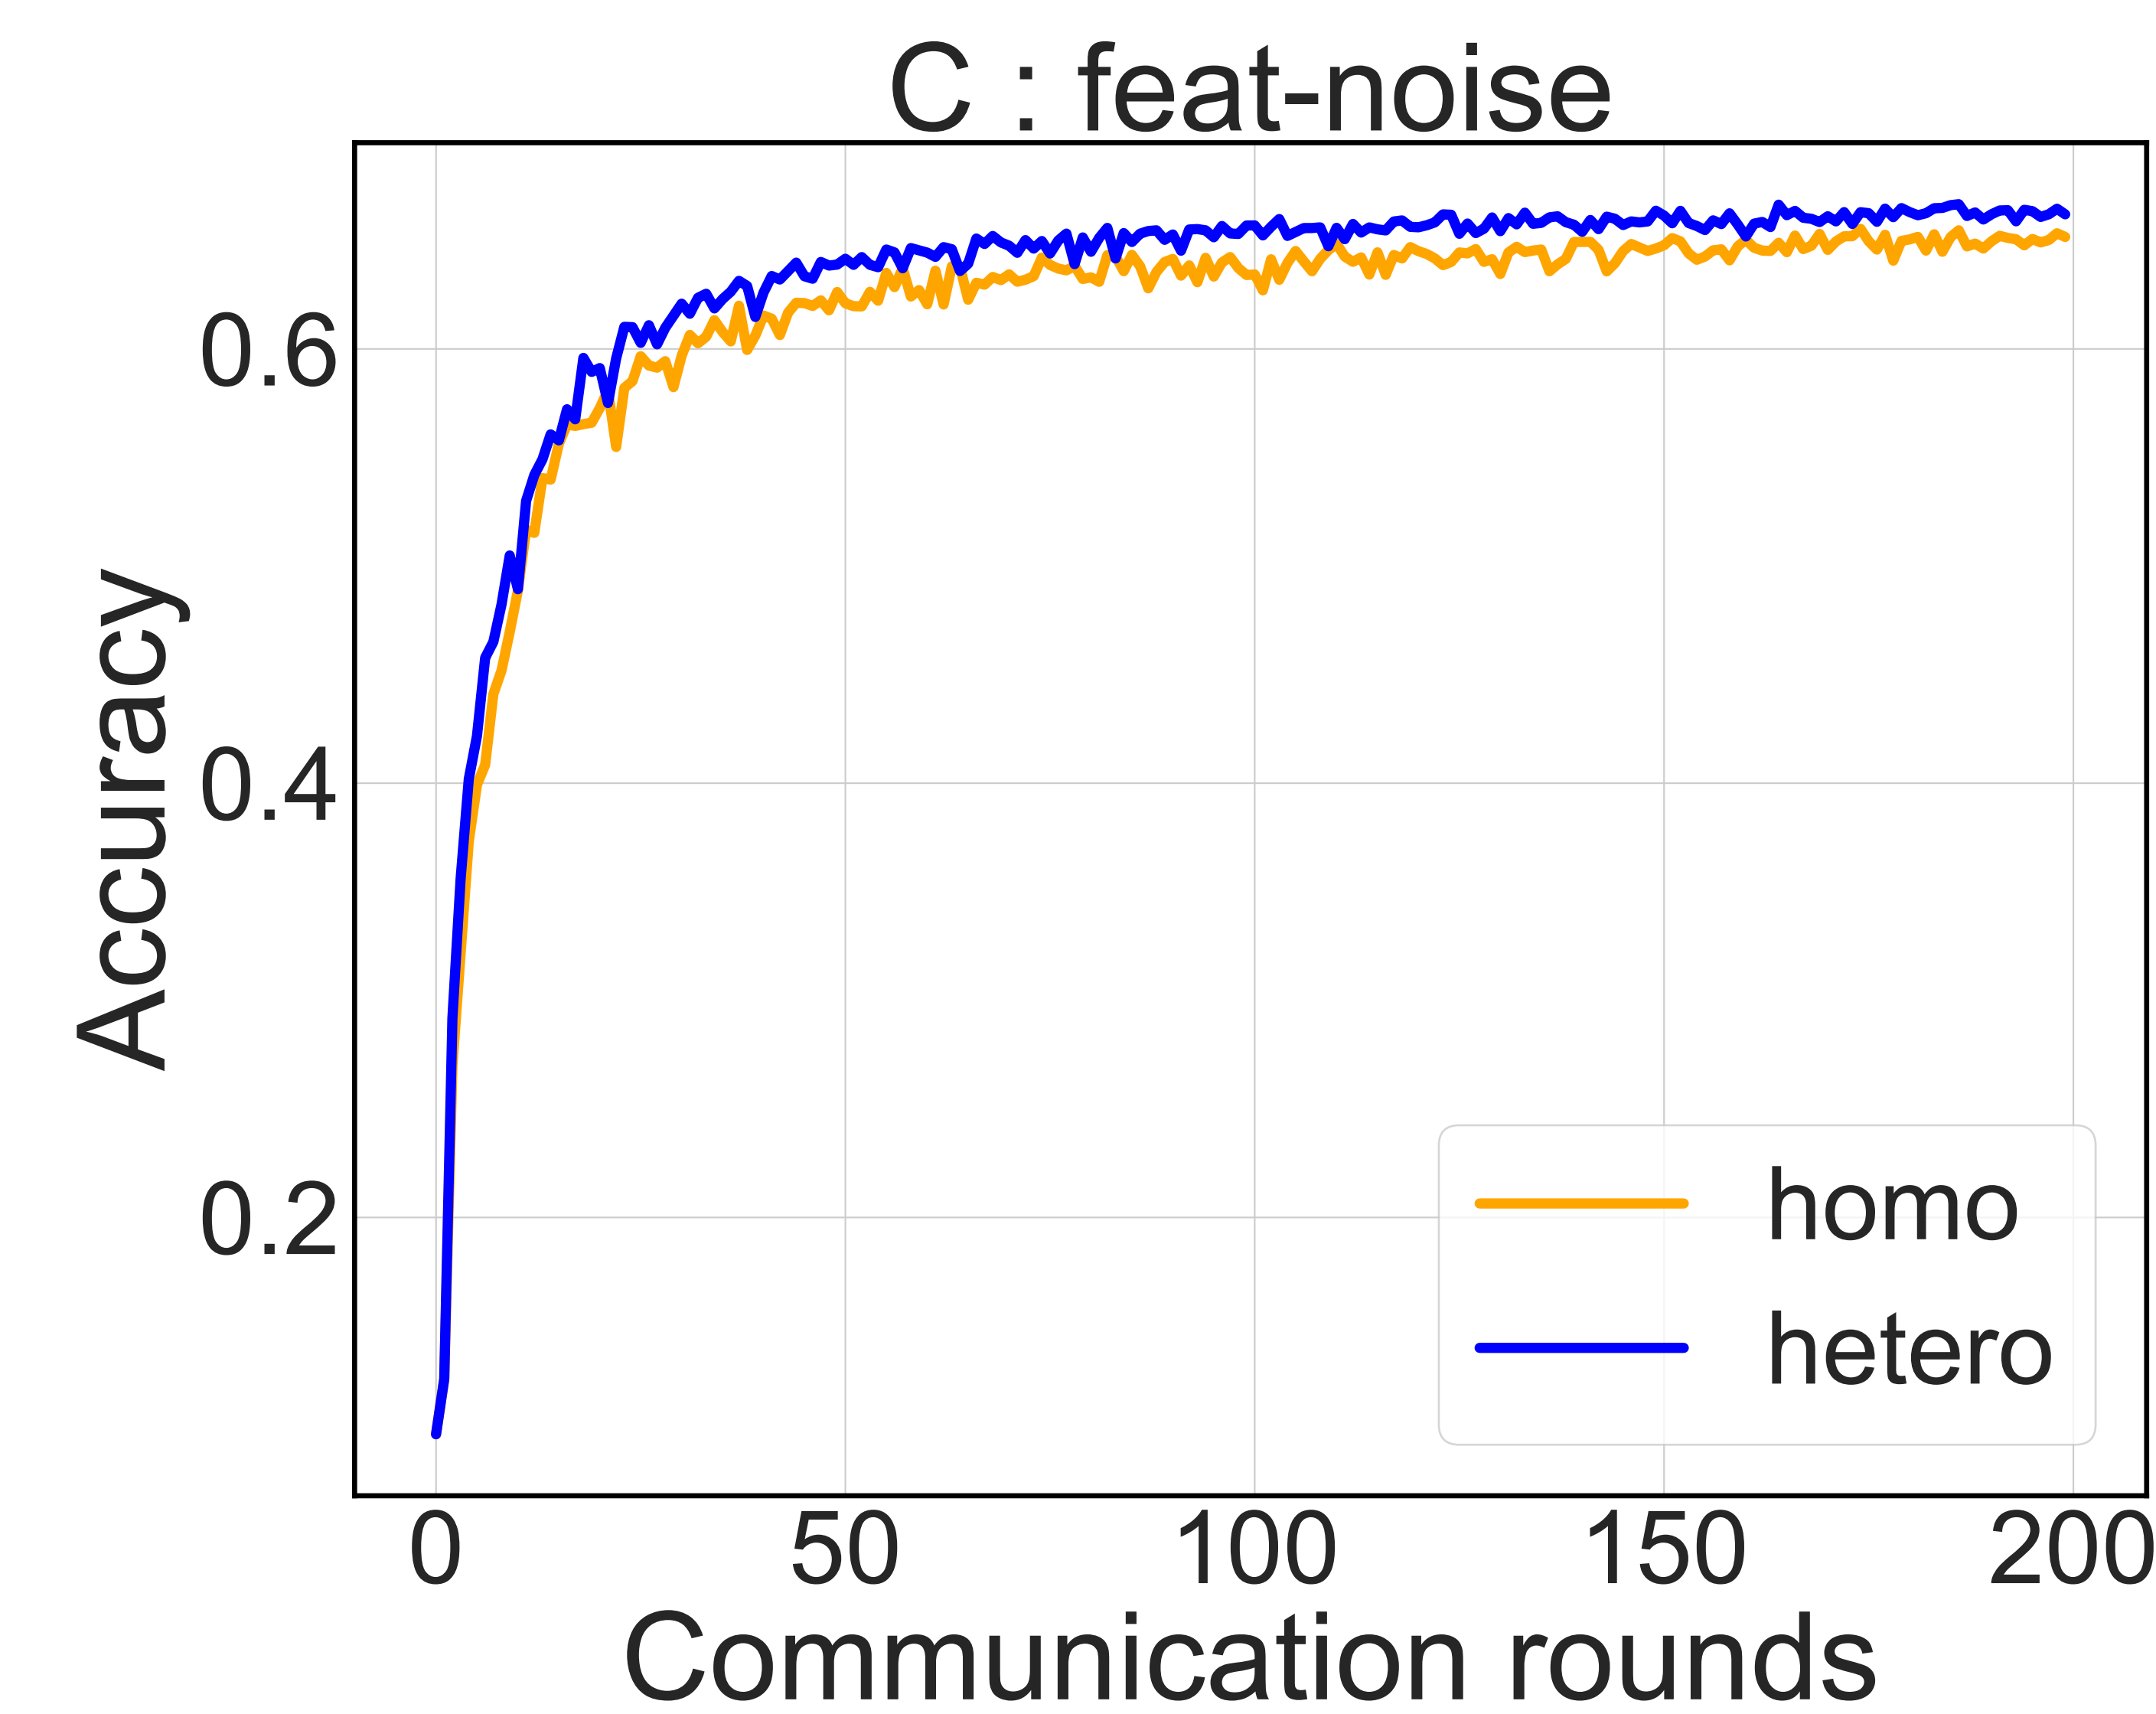 C : feat-noise
Accuracy
0.6
0.4
0.2
homo
hetero
0 50 100 150 200
Communication rounds